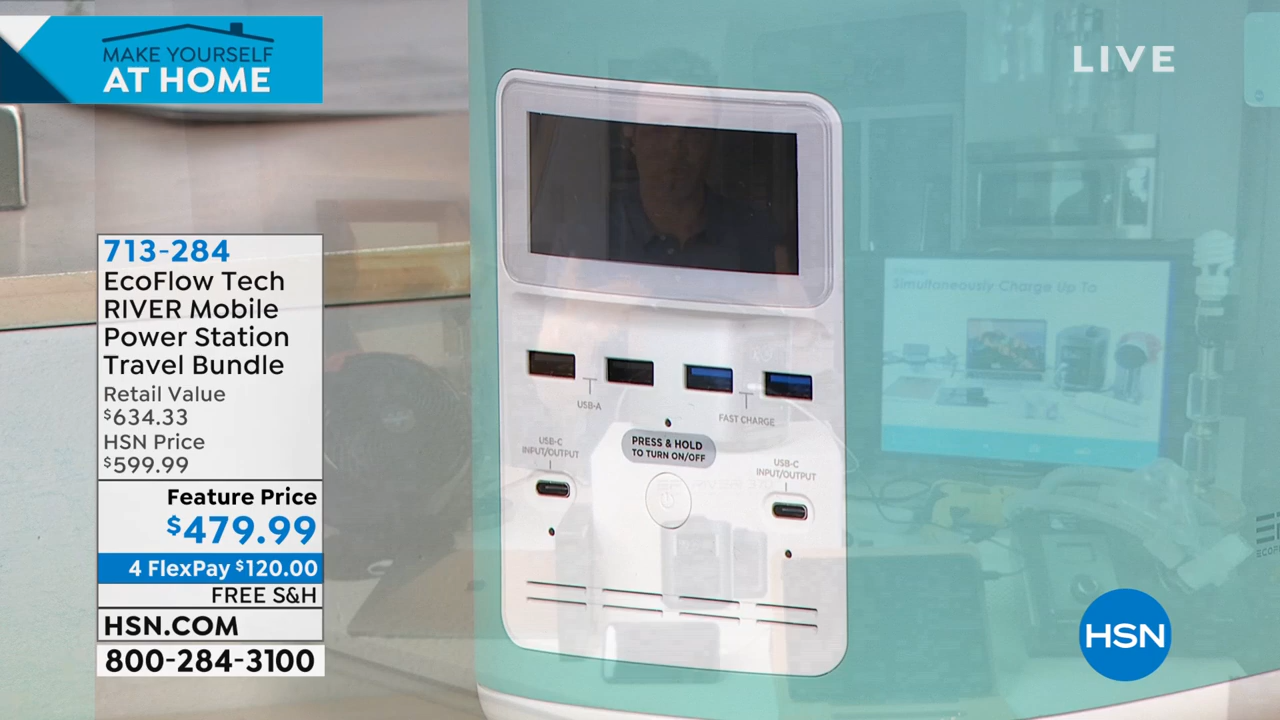 MAKE YOURSELF
AT HOME
LIVE
713-284
EcoFlow Tech
RIVER Mobile
Power Station
Travel Bundle
Retail Value
$634.33
HSN Price
$599.99
Feature Price
$479.99
4 FlexPay $120.00
FREE S&H
HSN.COM
800-284-3100
USB-A
FAST CHARGE
PRESS & HOLD
TO TURN ON/OFF
USB-C
INPUT/OUTPUT
USB-C
INPUT/OUTPUT
Simultaneously Charge Up To
HSN